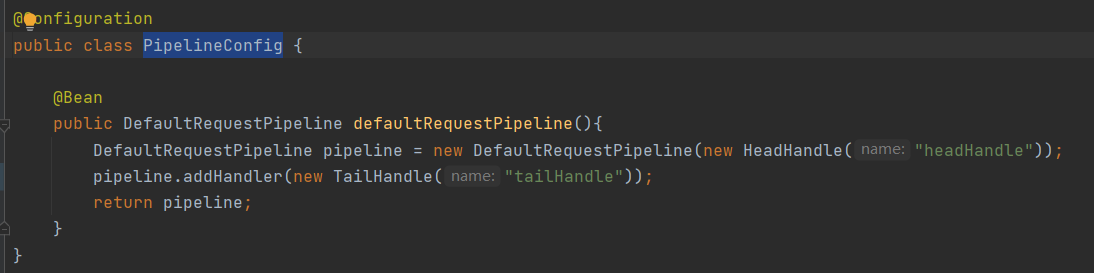 @Configuration
public class PipelineConfig {
@Bean
public DefaultRequestPipeline defaultRequestPipeline(){
DefaultRequestPipeline pipeline = new DefaultRequestPipeline(new HeadHandle( name: "headHandle"));
pipeline.addHandler(new TailHandle( name: "tailHandle"));
return pipeline;
}
}